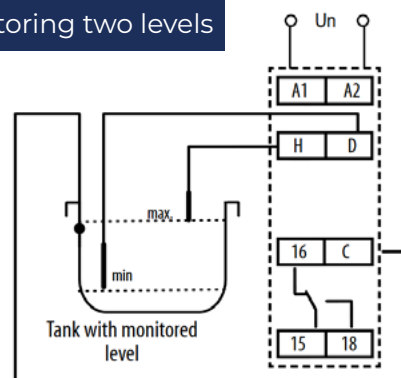 toring two levels
Un
A1 A2
H D
max.
min
16 C
Tank with monitored
level
15 18